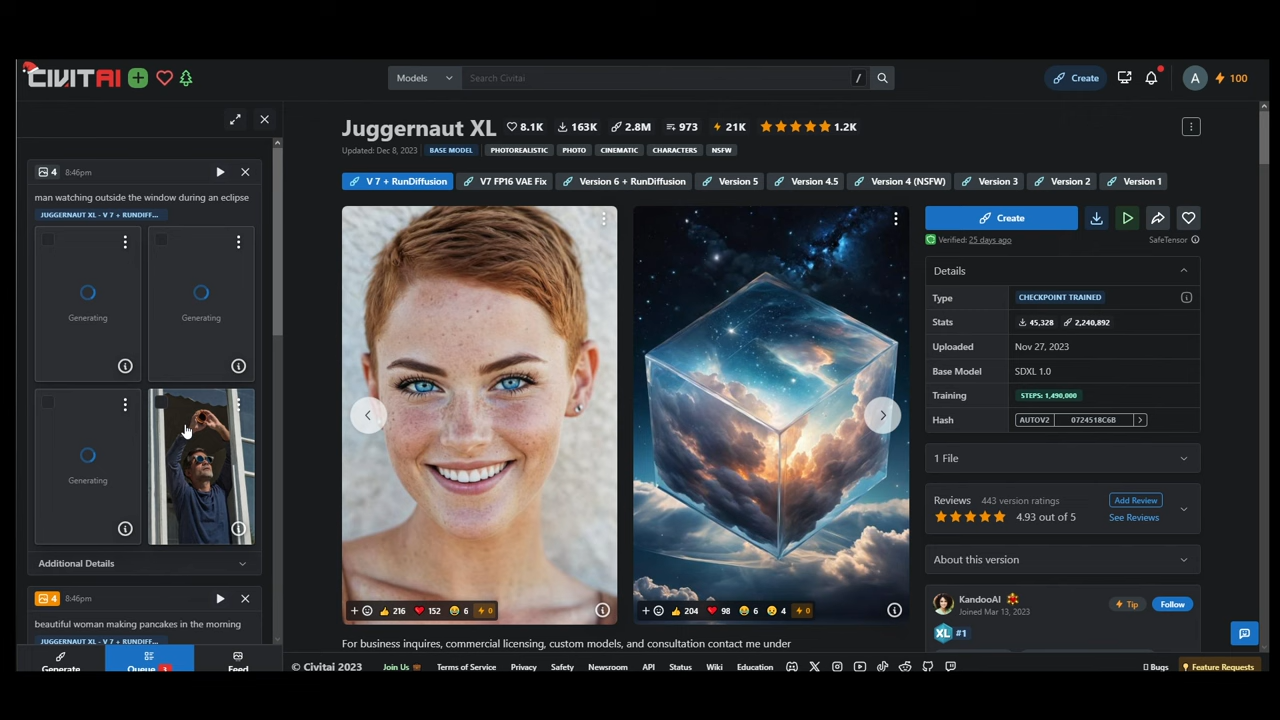 CIVITAI
Models
Search Civitai
/
Create
A
100
4
8:46pm
man watching outside the window during an eclipse
JUGGERNAUT XL - V 7 + RUNDIFF...
Generating
Generating
Generating
Additional Details
4
8:46pm
beautiful woman making pancakes in the morning
JUGGERNAUT XL - V 7 + RUNDIFF...
Generate
Queue 3
Feed
Juggernaut XL
8.1K
163K
2.8M
973
21K
1.2K
Updated: Dec 8, 2023
BASE MODEL
PHOTOREALISTIC
PHOTO
CINEMATIC
CHARACTERS
NSFW
V 7 + RunDiffusion
V7 FP16 VAE Fix
Version 6 + RunDiffusion
Version 5
Version 4.5
Version 4 (NSFW)
Version 3
Version 2
Version 1
216
152
6
0
204
98
6
4
0
For business inquires, commercial licensing, custom models, and consultation contact me under
Create
Verified: 25 days ago
SafeTensor
Details
Type
CHECKPOINT TRAINED
Stats
45,328
2,240,892
Uploaded
Nov 27, 2023
Base Model
SDXL 1.0
Training
STEPS: 1,490,000
Hash
AUTOV2
0724518C6B
1 File
Reviews
443 version ratings
Add Review
4.93 out of 5
See Reviews
About this version
KandooAI
Joined Mar 13, 2023
Tip
Follow
XL #1
© Civitai 2023
Join Us
Terms of Service
Privacy
Safety
Newsroom
API
Status
Wiki
Education
Bugs
Feature Requests